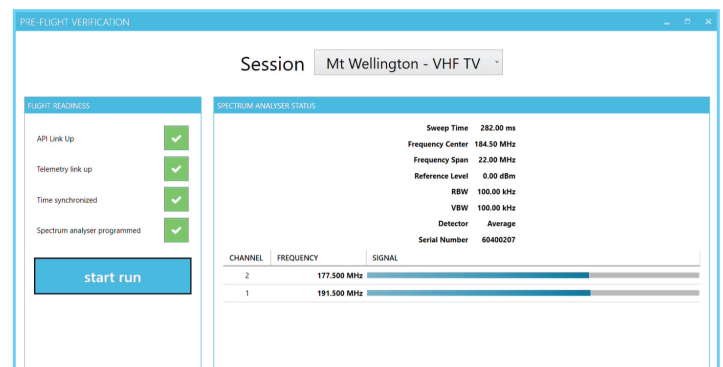 PRE-FLIGHT VERIFICATION
Session Mt Wellington - VHF TV
FLIGHT READINESS
API Link Up
Telemetry link up
Time synchronized
Spectrum analyser programmed
start run
SPECTRUM ANALYSER STATUS
Sweep Time 282.00 ms
Frequency Center 184.50 MHz
Frequency Span 22.00 MHz
Reference Level 0.00 dBm
RBW 100.00 kHz
VBW 100.00 kHz
Detector Average
Serial Number 60400207
CHANNEL FREQUENCY SIGNAL
2 177.500 MHz
1 191.500 MHz